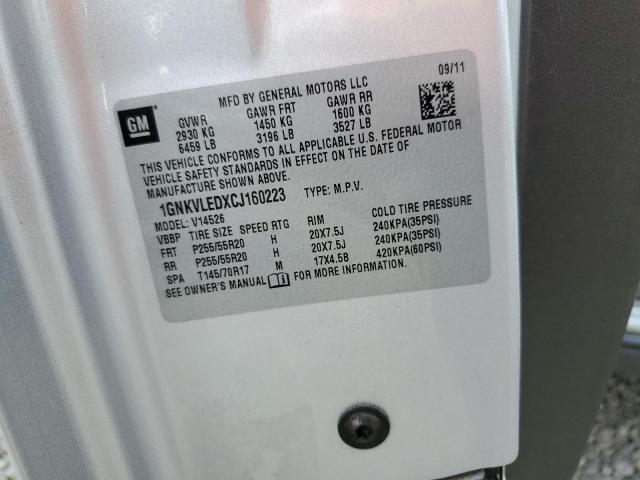 MFD BY GENERAL MOTORS LLC 09/11
GM
GVWR GAWR FRT GAWR RR
2930 KG 1450 KG 1600 KG
6459 LB 3196 LB 3527 LB
THIS VEHICLE CONFORMS TO ALL APPLICABLE U.S. FEDERAL MOTOR
VEHICLE SAFETY STANDARDS IN EFFECT ON THE DATE OF
MANUFACTURE SHOWN ABOVE.
1GNKVLEDXCJ160223 TYPE: M.P.V.
MODEL: V14526
VBBP TIRE SIZE SPEED RTG RIM COLD TIRE PRESSURE
FRT P255/55R20 H 20X7.5J 240KPA(35PSI)
RR P255/55R20 H 20X7.5J 240KPA(35PSI)
SPA T145/70R17 M 17X4.5B 420KPA(60PSI)
SEE OWNER'S MANUAL FOR MORE INFORMATION.